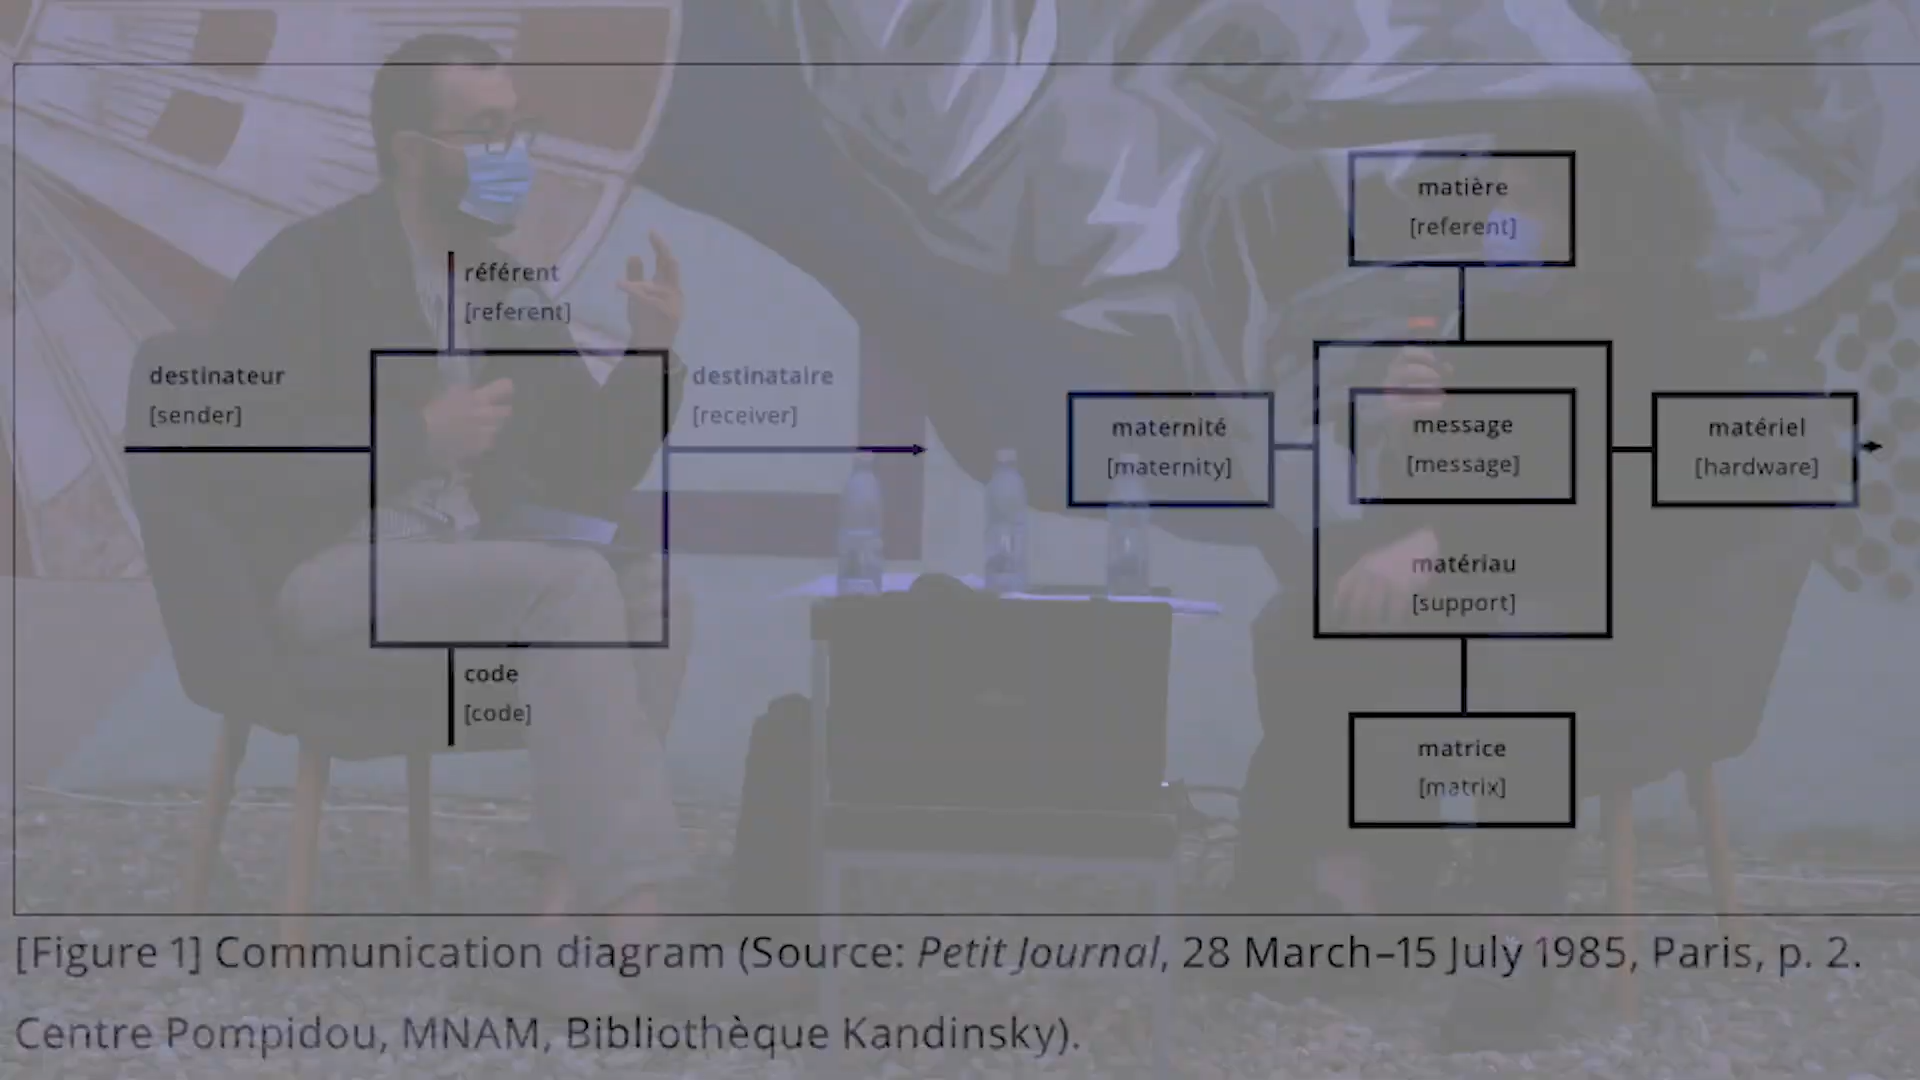 référent
[referent]
destinateur
[sender]
destinataire
[receiver]
code
[code]
matière
[referent]
maternité
[maternity]
message
[message]
matériel
[hardware]
matériau
[support]
matrice
[matrix]
[Figure 1] Communication diagram (Source: Petit Journal, 28 March–15 July 1985, Paris, p. 2.
Centre Pompidou, MNAM, Bibliothèque Kandinsky).